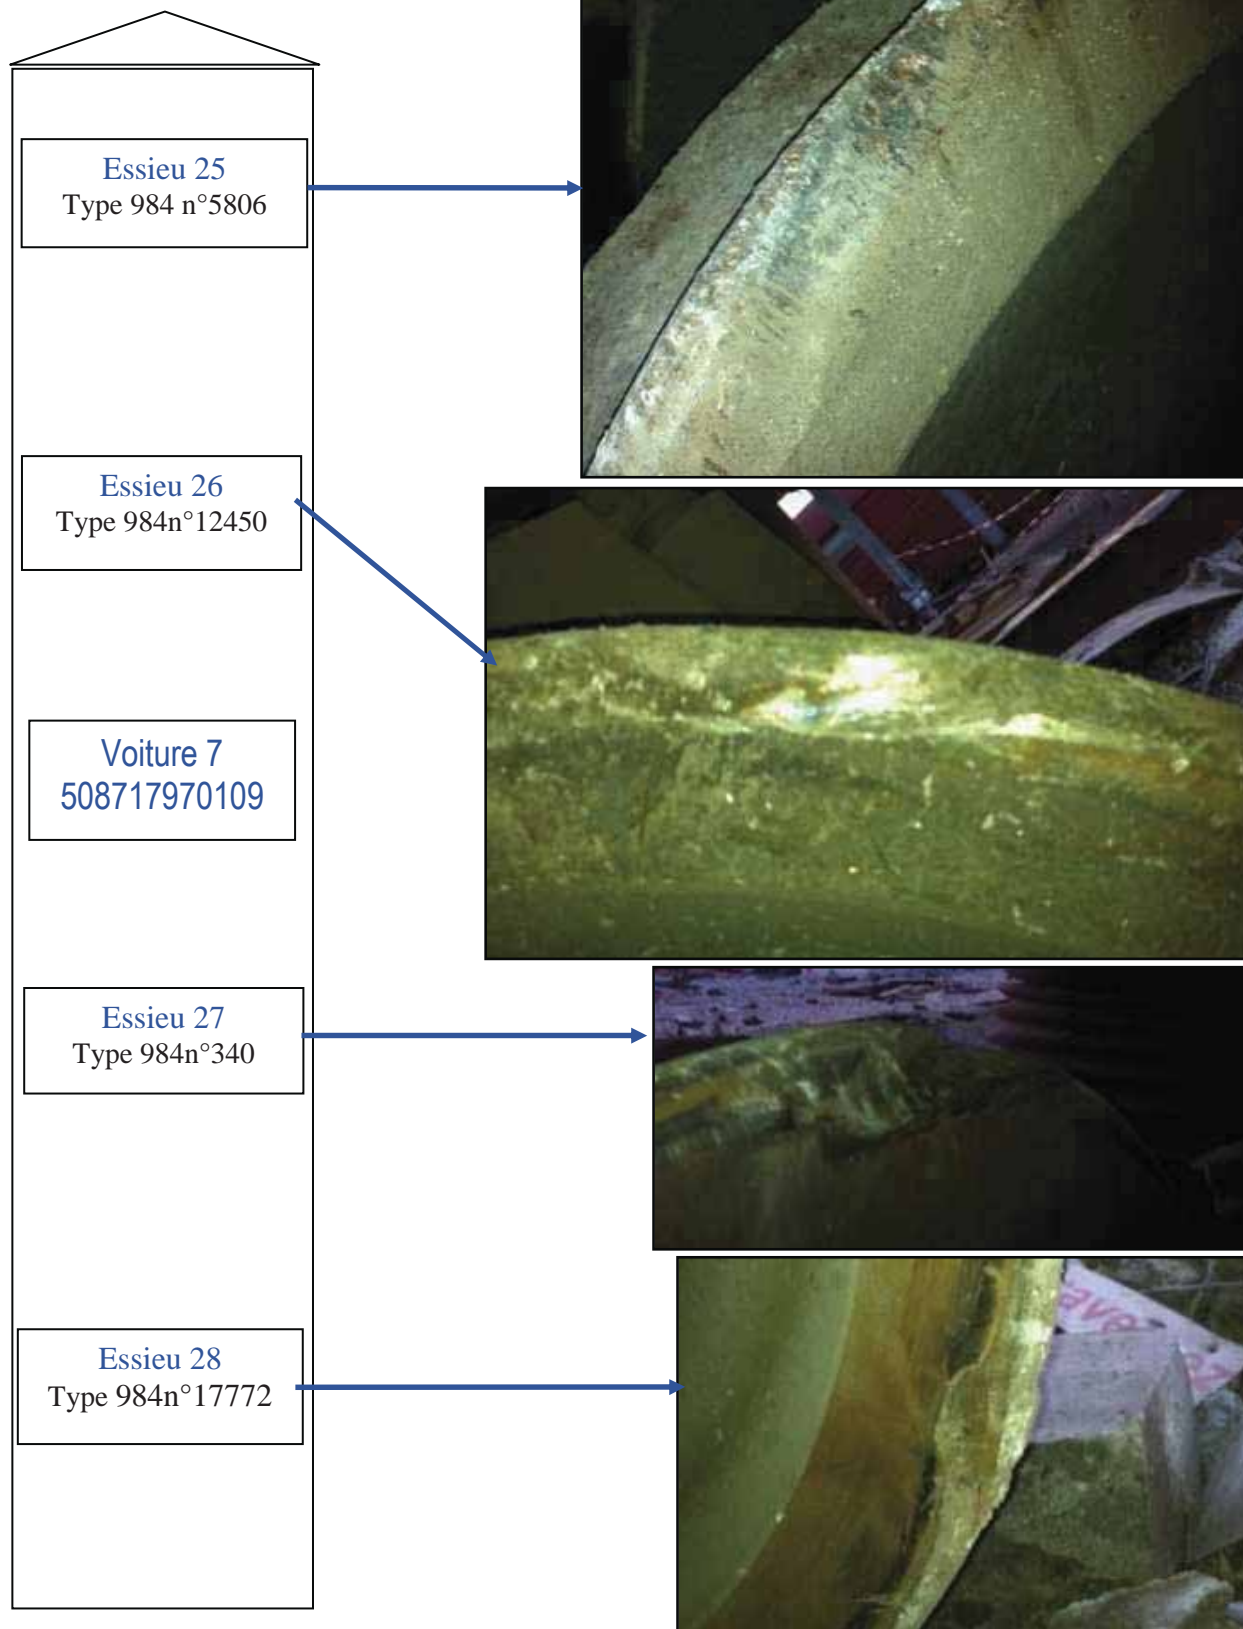 Essieu 25
Type 984 n°5806
Essieu 26
Type 984n°12450
Voiture 7
508717970109
Essieu 27
Type 984n°340
Essieu 28
Type 984n°17772